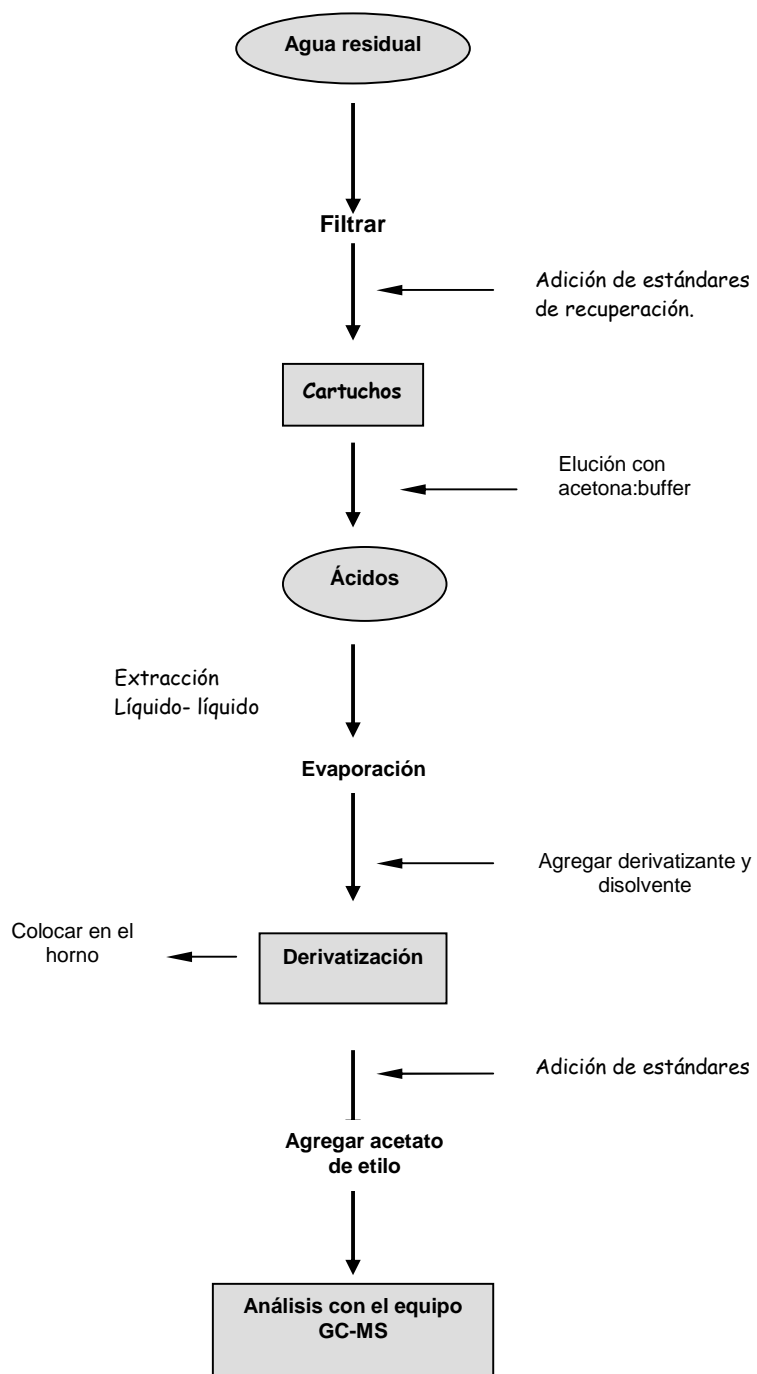 Agua residual
Filtrar
Adición de estándares
de recuperación.
Cartuchos
Elución con
acetona:buffer
Ácidos
Extracción
Líquido- líquido
Evaporación
Agregar derivatizante y
disolvente
Colocar en el
horno
Derivatización
Adición de estándares
Agregar acetato
de etilo
Análisis con el equipo
GC-MS